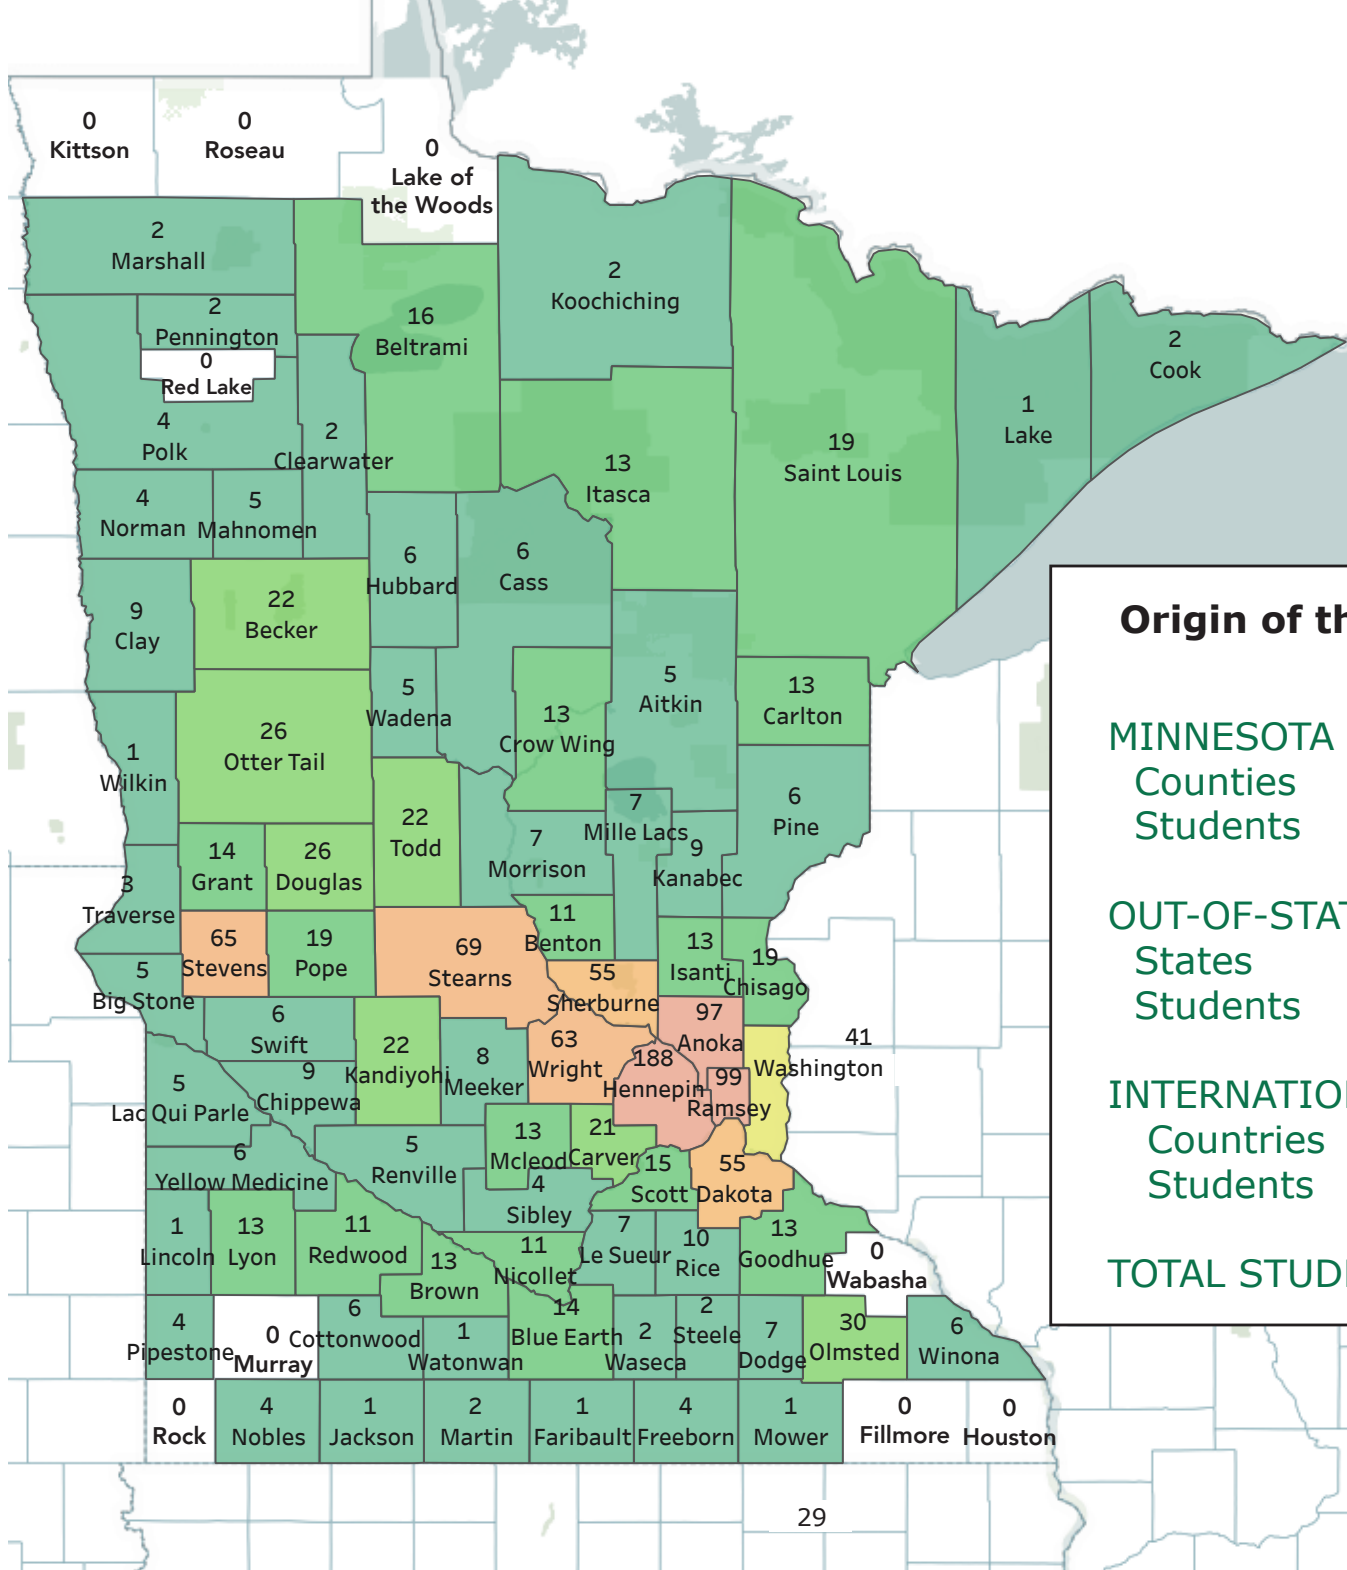 0
Kittson
0
Roseau
0
Lake of
the Woods
2
Marshall
2
Koochiching
2
Pennington
16
Beltrami
2
Cook
0
Red Lake
1
Lake
4
Polk
2
Clearwater
13
Itasca
19
Saint Louis
4
Norman
5
Mahnomen
6
Hubbard
6
Cass
9
Clay
22
Becker
5
Wadena
5
Aitkin
13
Carlton
1
Wilkin
26
Otter Tail
13
Crow Wing
22
Todd
7
Mille Lacs
6
Pine
14
Grant
26
Douglas
7
Morrison
9
Kanabec
3
Traverse
11
Benton
65
Stevens
19
Pope
69
Stearns
13
Isanti
19
Chisago
5
Big Stone
55
Sherburne
6
Swift
97
Anoka
22
Kandiyohi
8
Meeker
63
Wright
188
Hennepin
99
Ramsey
41
Washington
5
Lac Qui Parle
9
Chippewa
13
Mcleod
21
Carver
6
Yellow Medicine
5
Renville
15
Scott
55
Dakota
4
Sibley
1
Lincoln
13
Lyon
11
Redwood
13
Brown
11
Nicollet
7
Le Sueur
10
Rice
13
Goodhue
0
Wabasha
4
Pipestone
0
Murray
6
Cottonwood
1
Watonwan
14
Blue Earth
2
Waseca
2
Steele
7
Dodge
30
Olmsted
6
Winona
0
Rock
4
Nobles
1
Jackson
2
Martin
1
Faribault
4
Freeborn
1
Mower
0
Fillmore
0
Houston
29
Origin of th
MINNESOTA
Counties
Students
OUT-OF-STAT
States
Students
INTERNATIO
Countries
Students
TOTAL STUD